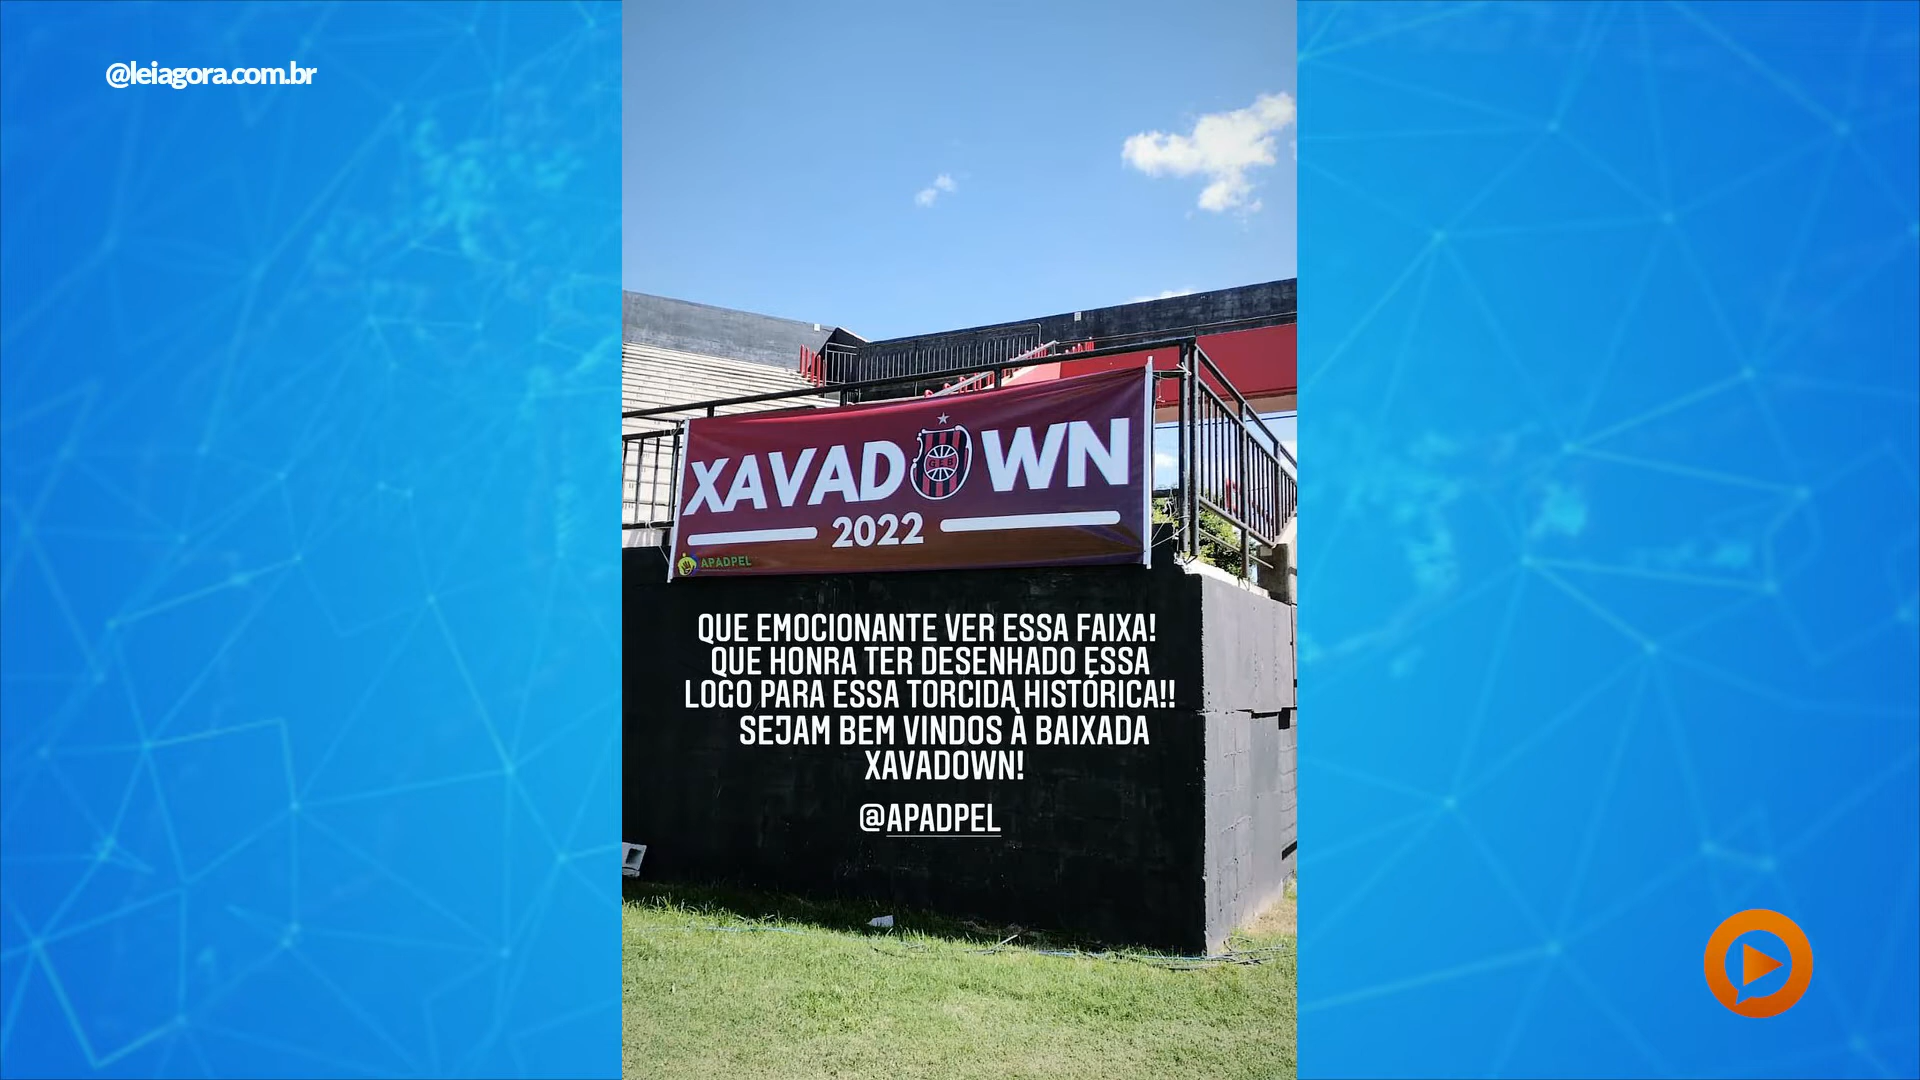 @leiagora.com.br
XAVADOWN
GEB
2022
APADPEL
QUE EMOCIONANTE VER ESSA FAIXA!
QUE HONRA TER DESENHADO ESSA
LOGO PARA ESSA TORCIDA HISTÓRICA!!
SEJAM BEM VINDOS À BAIXADA
XAVADOWN!
@APADPEL